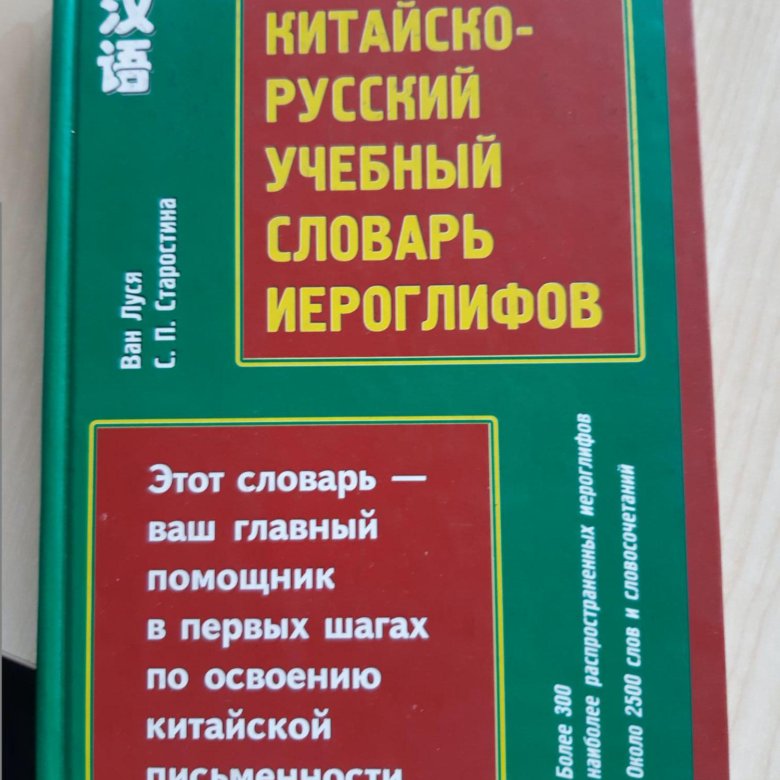 汉语
КИТАЙСКО-
РУССКИЙ
УЧЕБНЫЙ
СЛОВАРЬ
ИЕРОГЛИФОВ
Ван Луся
С. П. Старостина
Этот словарь —
ваш главный
помощник
в первых шагах
по освоению
китайской
письменности
Более 300
наиболее распространенных иероглифов
Около 2500 слов и словосочетаний